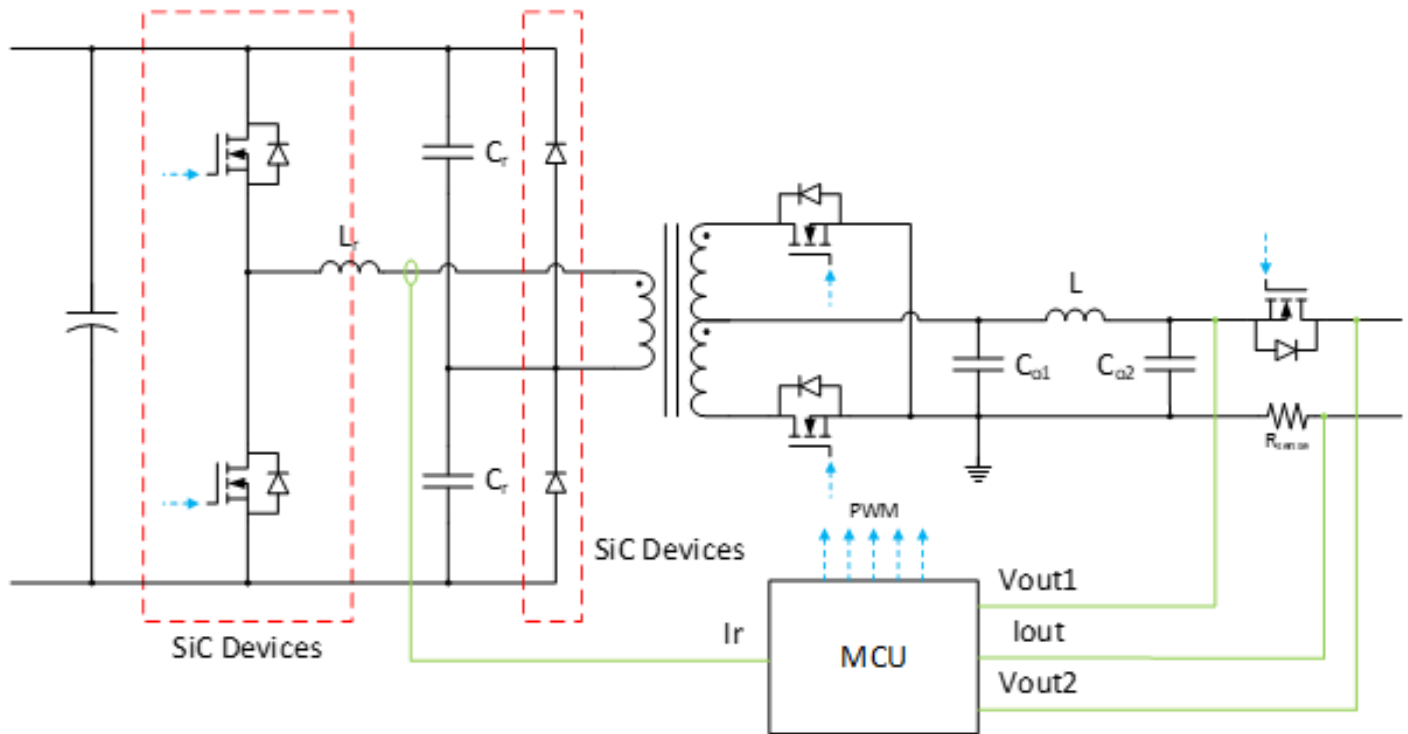 Cr
Lr
L
Co1
Co2
Cr
Rsense
PWM
SiC Devices
SiC Devices
Vout1
Ir
MCU
Iout
Vout2